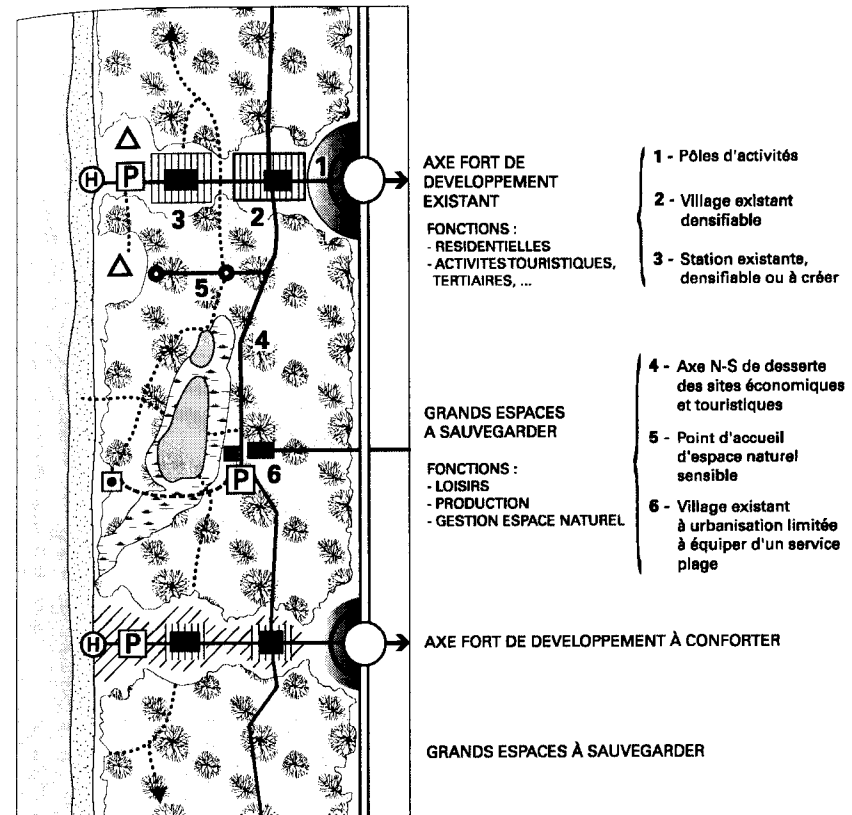 H
P
3
2
1
5
4
P
6
H
P
AXE FORT DE
DEVELOPPEMENT
EXISTANT
FONCTIONS :
- RESIDENTIELLES
- ACTIVITES TOURISTIQUES,
TERTIAIRES, ...
1 - Pôles d'activités
2 - Village existant
densifiable
3 - Station existante,
densifiable ou à créer
GRANDS ESPACES
A SAUVEGARDER
FONCTIONS :
- LOISIRS
- PRODUCTION
- GESTION ESPACE NATUREL
4 - Axe N-S de desserte
des sites économiques
et touristiques
5 - Point d'accueil
d'espace naturel
sensible
6 - Village existant
à urbanisation limitée
à équiper d'un service
plage
AXE FORT DE DEVELOPPEMENT À CONFORTER
GRANDS ESPACES À SAUVEGARDER